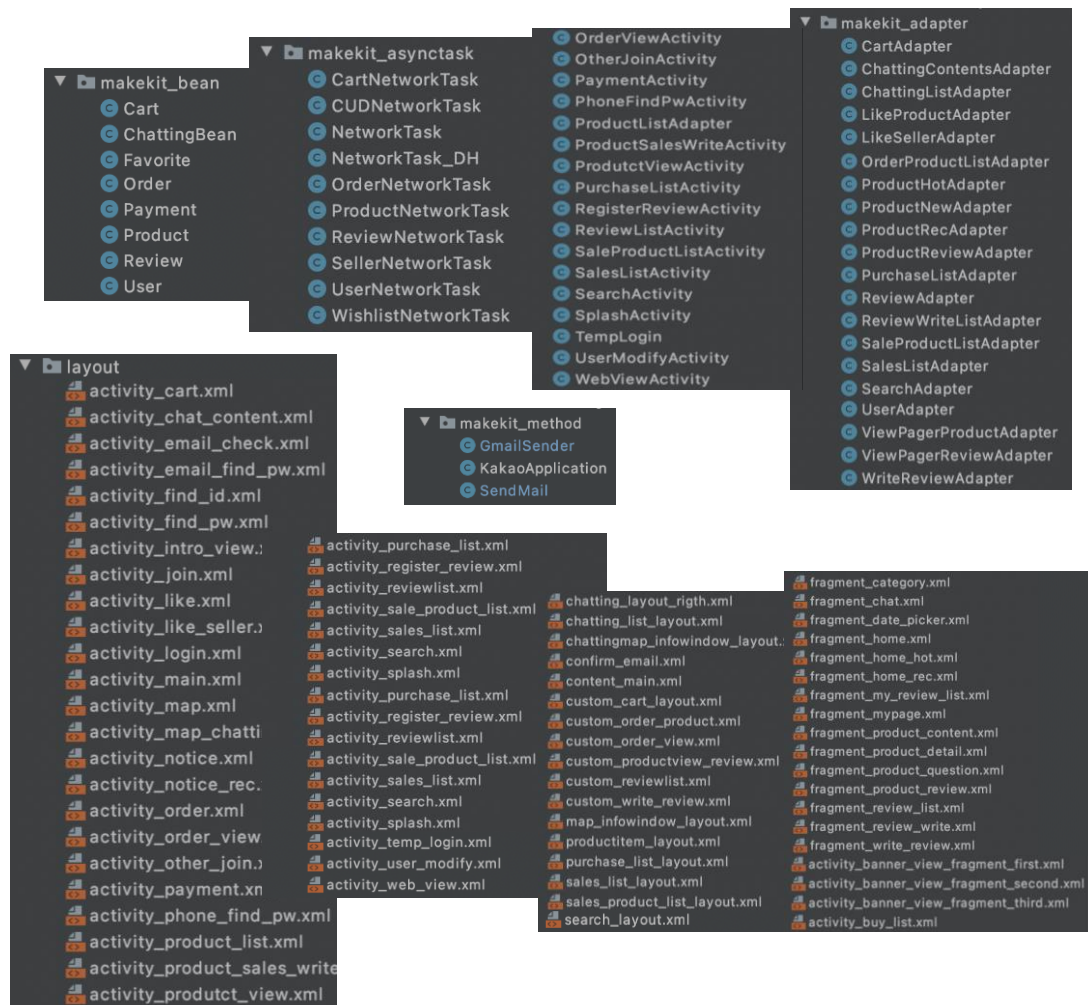 makekit_bean
Cart
ChattingBean
Favorite
Order
Payment
Product
Review
User
makekit_asynctask
CartNetworkTask
CUDNetworkTask
NetworkTask
NetworkTask_DH
OrderNetworkTask
ProductNetworkTask
ReviewNetworkTask
SellerNetworkTask
UserNetworkTask
WishlistNetworkTask
OrderViewActivity
OtherJoinActivity
PaymentActivity
PhoneFindPwActivity
ProductListAdapter
ProductSalesWriteActivity
ProdutctViewActivity
PurchaseListActivity
RegisterReviewActivity
ReviewListActivity
SaleProductListActivity
SalesListActivity
SearchActivity
SplashActivity
TempLogin
UserModifyActivity
WebViewActivity
makekit_adapter
CartAdapter
ChattingContentsAdapter
ChattingListAdapter
LikeProductAdapter
LikeSellerAdapter
OrderProductListAdapter
ProductHotAdapter
ProductNewAdapter
ProductRecAdapter
ProductReviewAdapter
PurchaseListAdapter
ReviewAdapter
ReviewWriteListAdapter
SaleProductListAdapter
SalesListAdapter
SearchAdapter
UserAdapter
ViewPagerProductAdapter
ViewPagerReviewAdapter
WriteReviewAdapter
layout
activity_cart.xml
activity_chat_content.xml
activity_email_check.xml
activity_email_find_pw.xml
activity_find_id.xml
activity_find_pw.xml
activity_intro_view.
activity_join.xml
activity_like.xml
activity_like_seller.
activity_login.xml
activity_main.xml
activity_map.xml
activity_map_chatti
activity_notice.xml
activity_notice_rec.
activity_order.xml
activity_order_view
activity_other_join.
activity_payment.xn
activity_phone_find_pw.xml
activity_product_list.xml
activity_product_sales_write
activity_produtct_view.xml
makekit_method
GmailSender
KakaoApplication
SendMail
activity_purchase_list.xml
activity_register_review.xml
activity_reviewlist.xml
activity_sale_product_list.xml
activity_sales_list.xml
activity_search.xml
activity_splash.xml
activity_purchase_list.xml
activity_register_review.xml
activity_reviewlist.xml
activity_sale_product_list.xml
activity_sales_list.xml
activity_search.xml
activity_splash.xml
activity_temp_login.xml
activity_user_modify.xml
activity_web_view.xml
chatting_layout_rigth.xml
chatting_list_layout.xml
chattingmap_infowindow_layout.
confirm_email.xml
content_main.xml
custom_cart_layout.xml
custom_order_product.xml
custom_order_view.xml
custom_productview_review.xml
custom_reviewlist.xml
custom_write_review.xml
map_infowindow_layout.xml
productitem_layout.xml
purchase_list_layout.xml
sales_list_layout.xml
sales_product_list_layout.xml
search_layout.xml
fragment_category.xml
fragment_chat.xml
fragment_date_picker.xml
fragment_home.xml
fragment_home_hot.xml
fragment_home_rec.xml
fragment_my_review_list.xml
fragment_mypage.xml
fragment_product_content.xml
fragment_product_detail.xml
fragment_product_question.xml
fragment_product_review.xml
fragment_review_list.xml
fragment_review_write.xml
fragment_write_review.xml
activity_banner_view_fragment_first.xml
activity_banner_view_fragment_second.xml
activity_banner_view_fragment_third.xml
activity_buy_list.xml